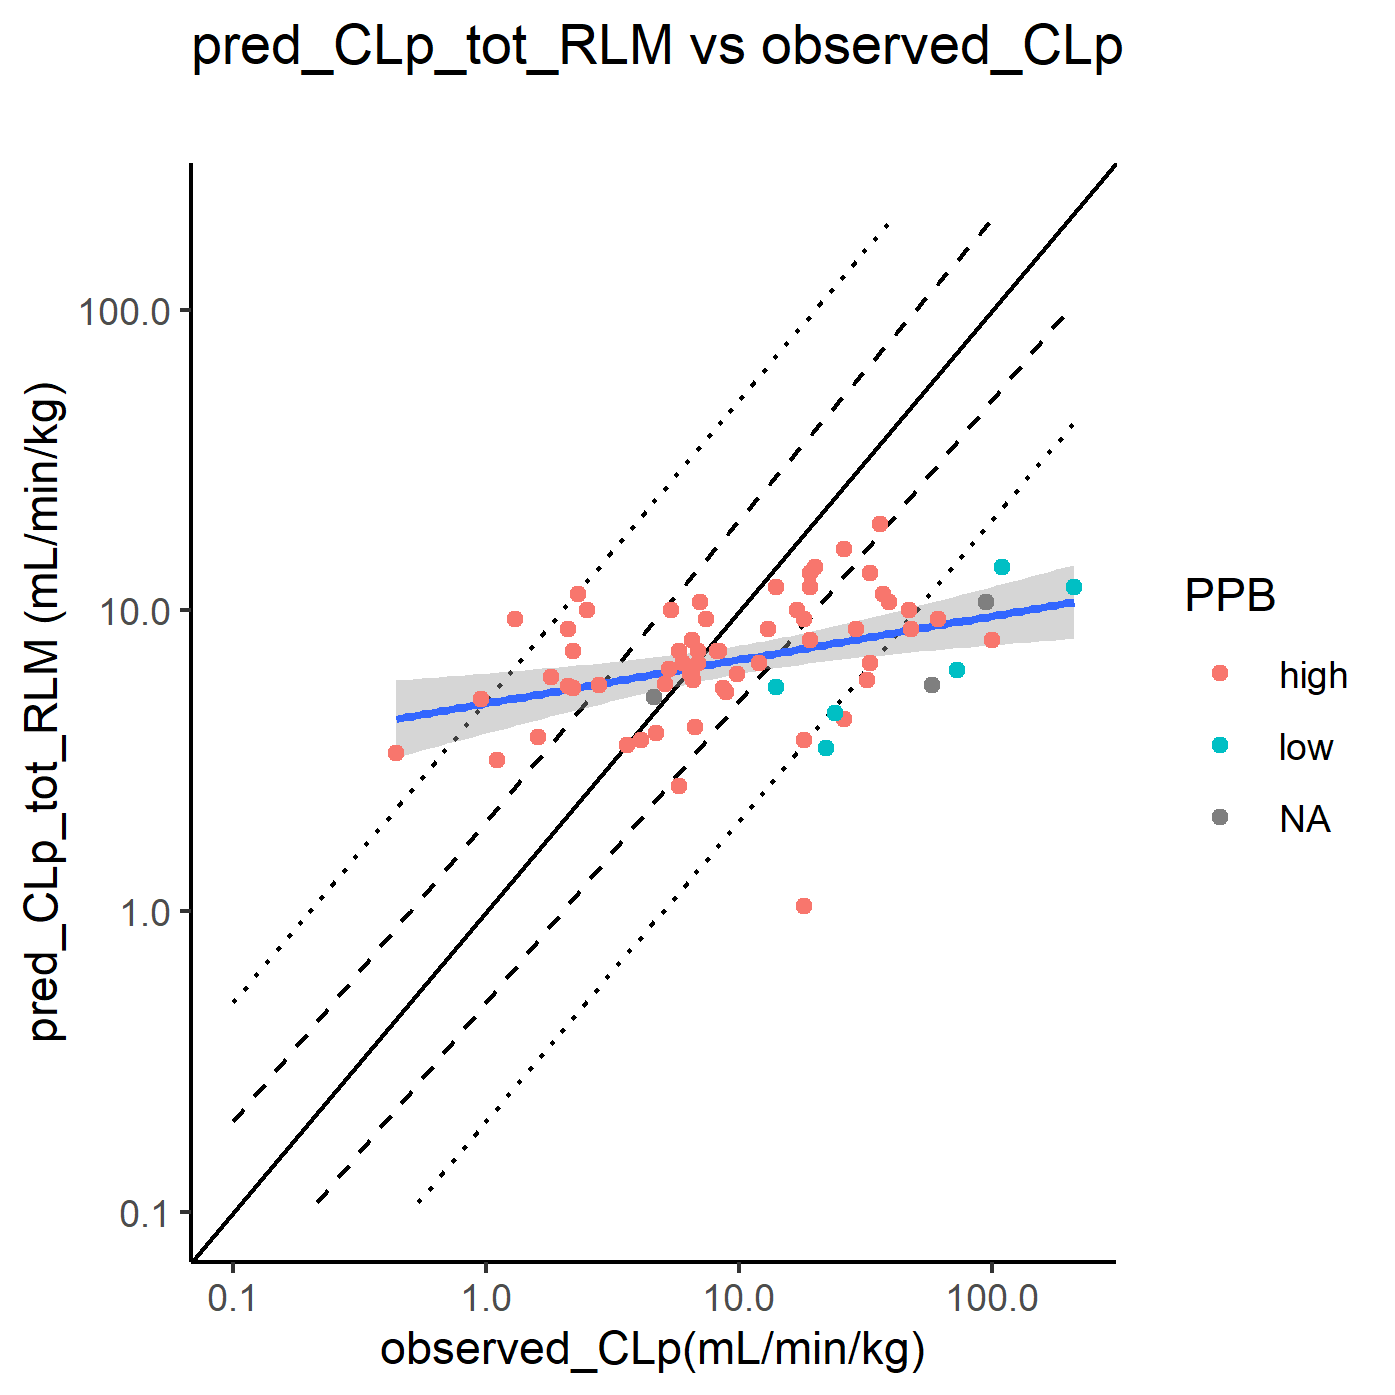 pred_CLp_tot_RLM vs observed_CLp
100.0
10.0
1.0
0.1
pred_CLp_tot_RLM (mL/min/kg)
0.1
1.0
10.0
100.0
observed_CLp(mL/min/kg)
PPB
high
low
NA